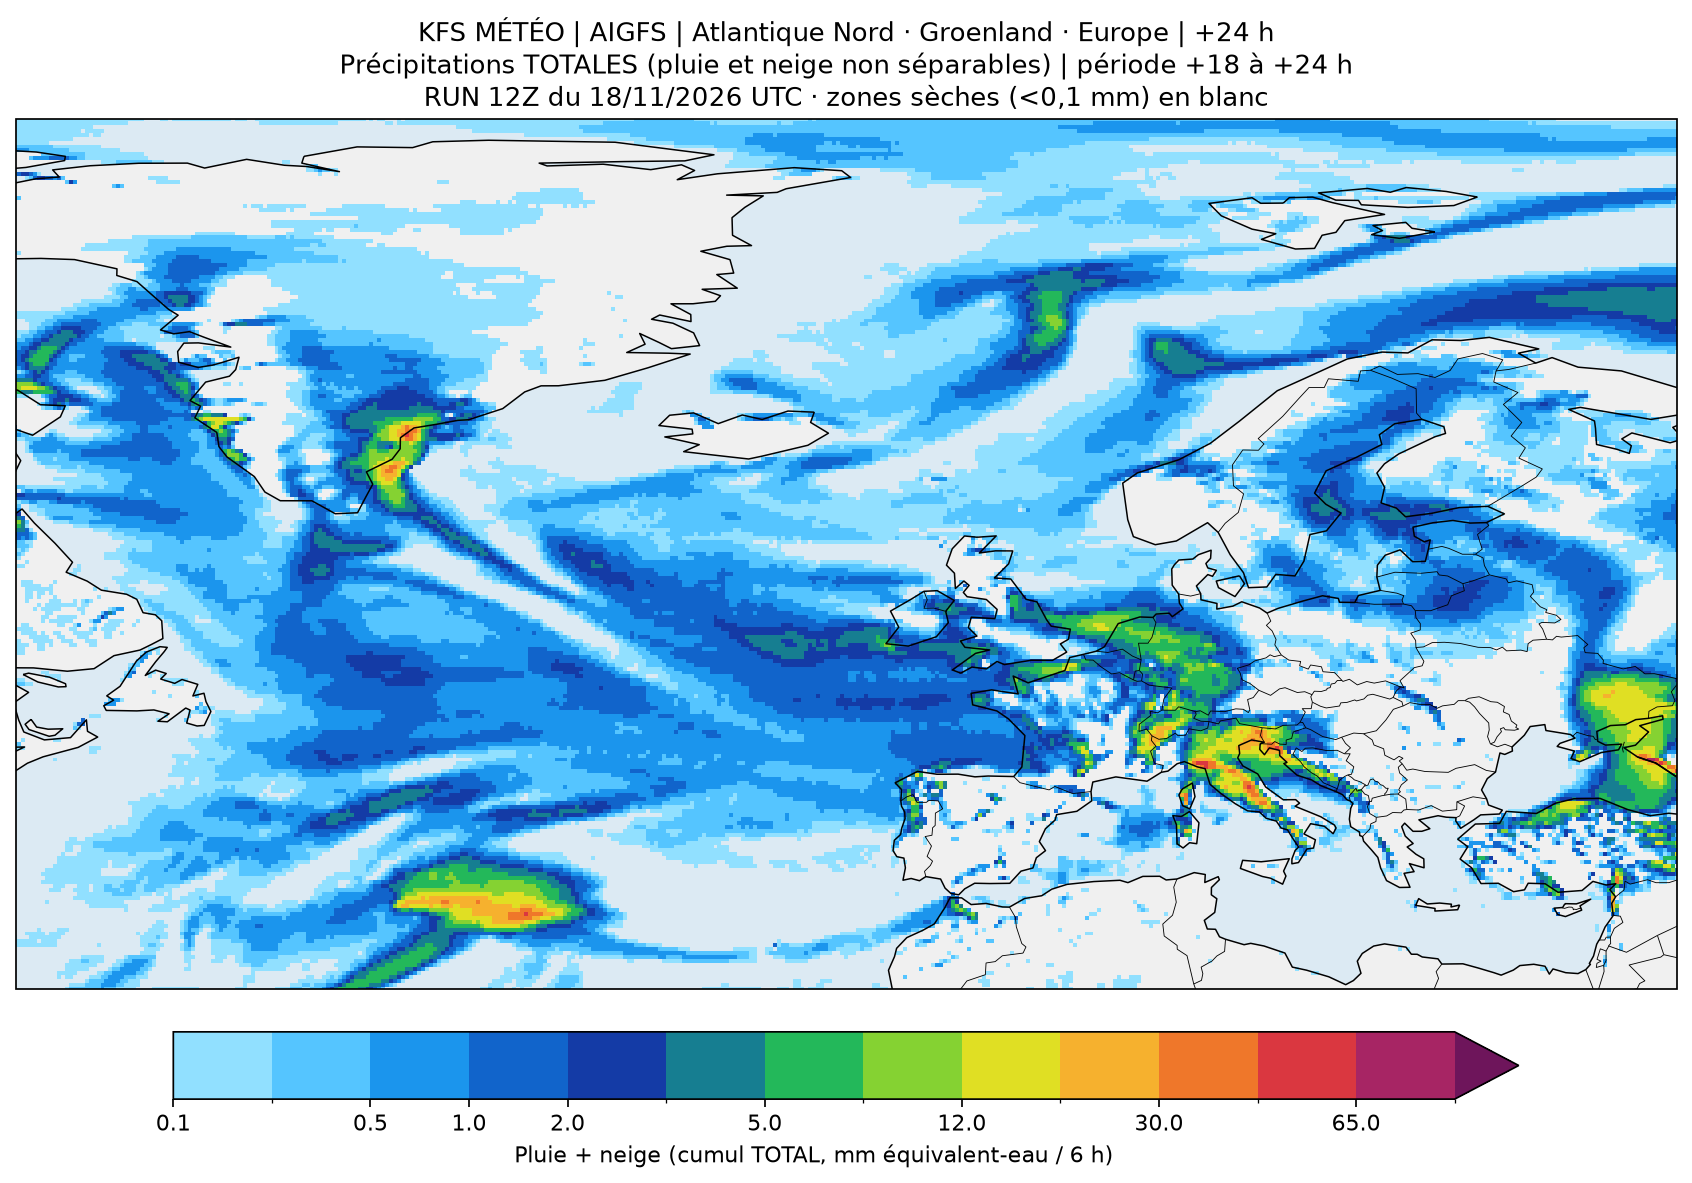 KFS MÉTÉO | AIGFS | Atlantique Nord · Groenland · Europe | +24 h
Précipitations TOTALES (pluie et neige non séparables) | période +18 à +24 h
RUN 12Z du 18/11/2026 UTC · zones sèches (<0,1 mm) en blanc
0.1 0.5 1.0 2.0 5.0 12.0 30.0 65.0
Pluie + neige (cumul TOTAL, mm équivalent-eau / 6 h)